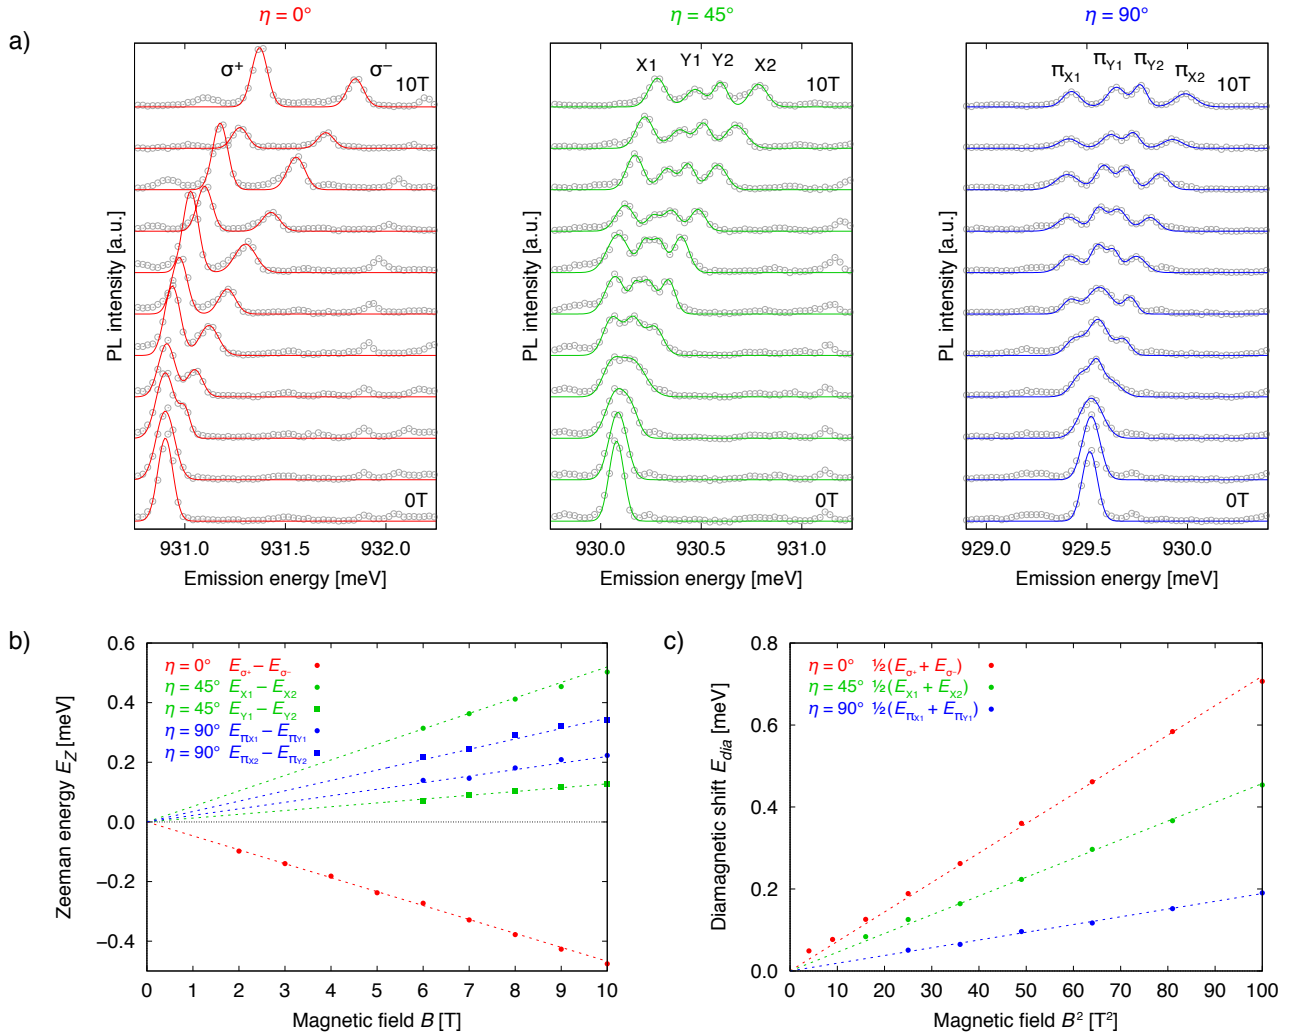 η = 0°
η = 45°
η = 90°
a)
σ⁺
σ⁻
10T
0T
PL intensity [a.u.]
931.0 931.5 932.0
Emission energy [meV]
X1 Y1 Y2 X2
10T
PL intensity [a.u.]
930.0 930.5 931.0
Emission energy [meV]
π_X1 π_Y1 π_Y2 π_X2
10T
0T
PL intensity [a.u.]
929.0 929.5 930.0
Emission energy [meV]
b)
0.6
0.4
0.2
0.0
−0.2
−0.4
Zeeman energy E_Z [meV]
η = 0° E_σ+ − E_σ−
η = 45° E_X1 − E_X2
η = 45° E_Y1 − E_Y2
η = 90° E_πX1 − E_πY1
η = 90° E_πX2 − E_πY2
0 1 2 3 4 5 6 7 8 9 10
Magnetic field B [T]
c)
0.8
0.6
0.4
0.2
0.0
Diamagnetic shift E_dia [meV]
η = 0° ½(E_σ+ + E_σ−)
η = 45° ½(E_X1 + E_X2)
η = 90° ½(E_πX1 + E_πY1)
0 10 20 30 40 50 60 70 80 90 100
Magnetic field B² [T²]